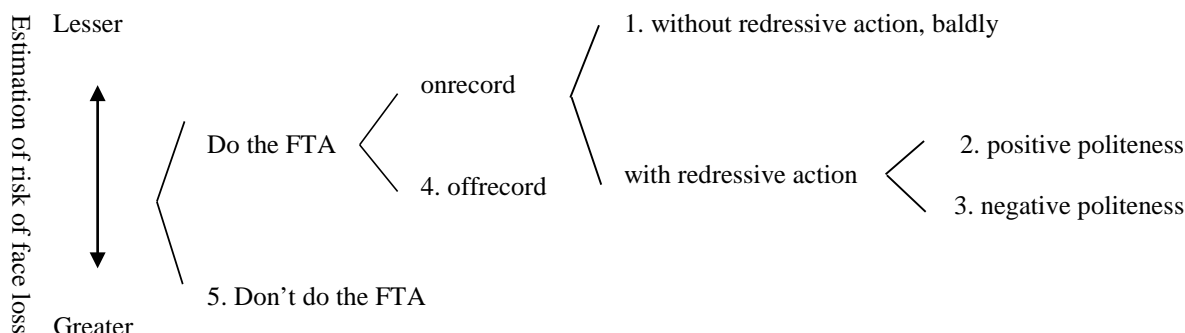 Estimation of risk of face loss
Lesser
1. without redressive action, baldly
onrecord
Do the FTA
2. positive politeness
with redressive action
4. offrecord
3. negative politeness
5. Don't do the FTA
Greater